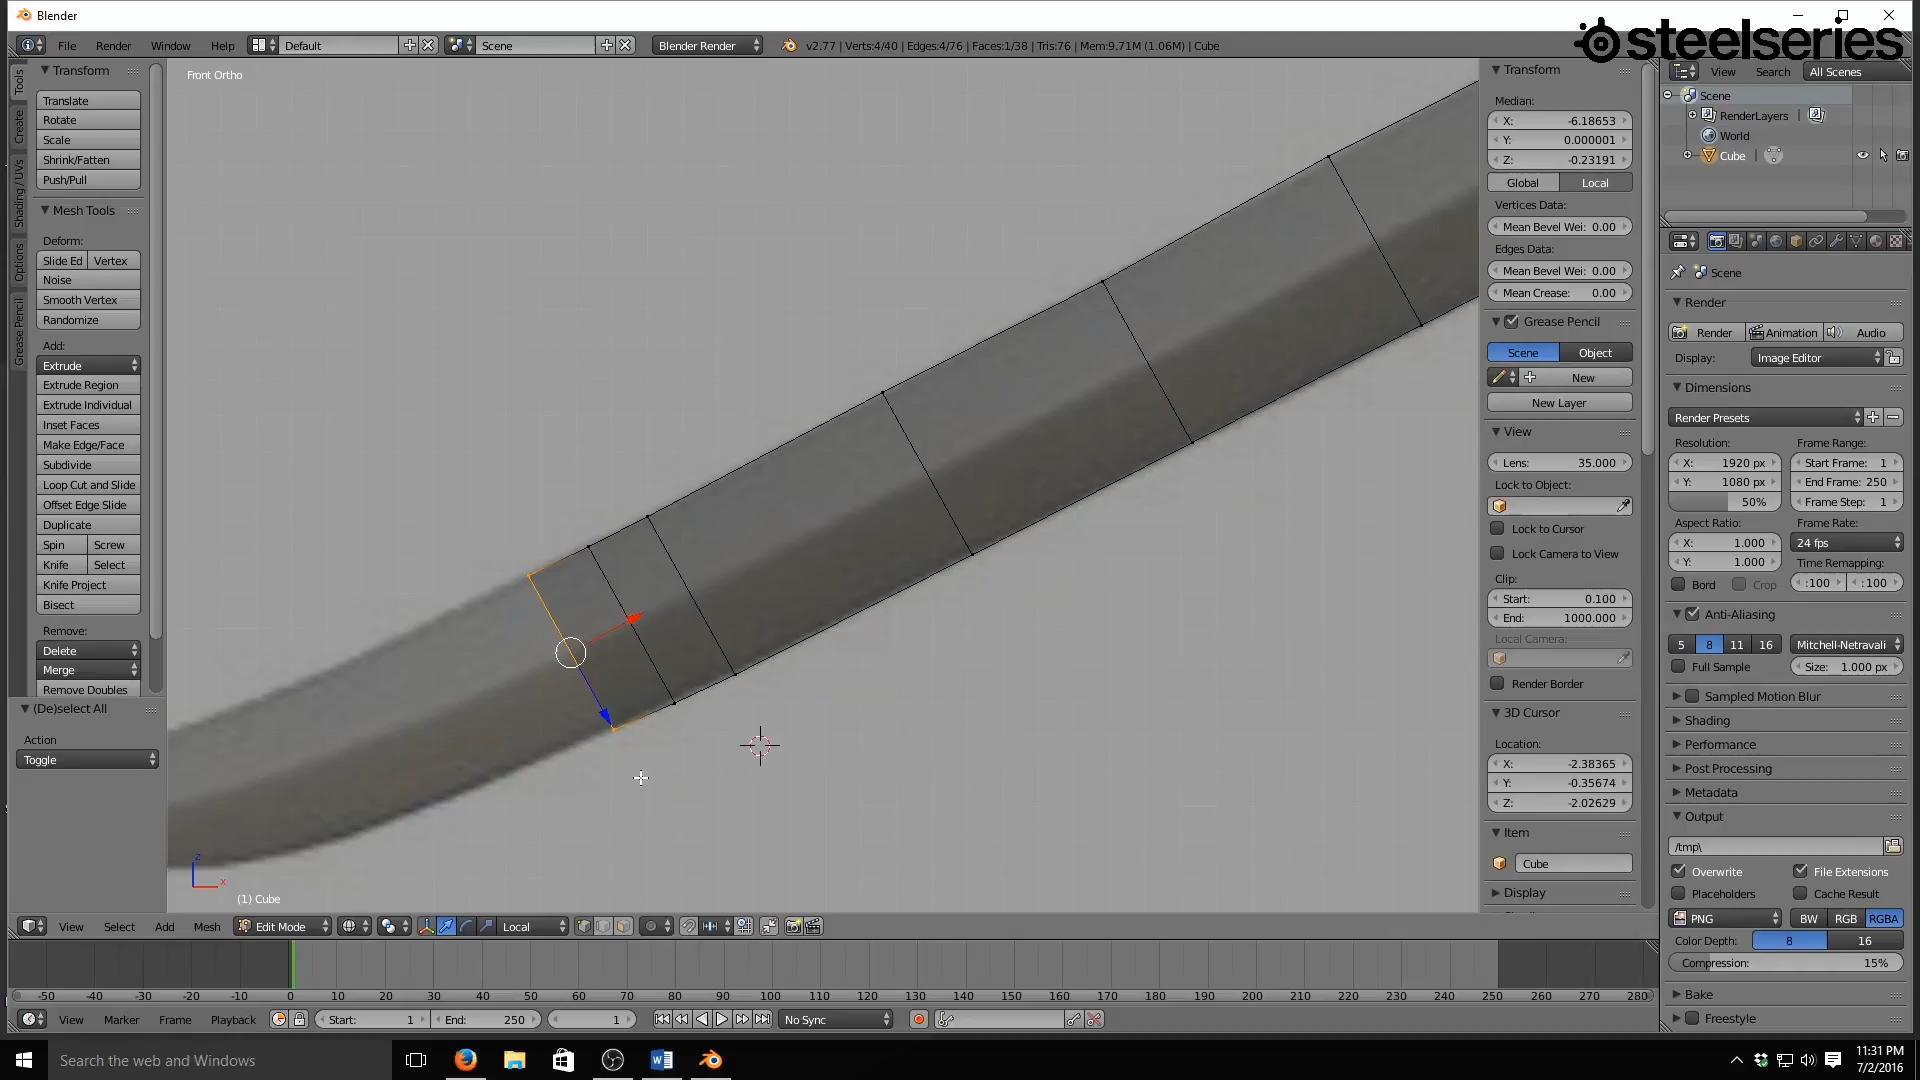 Blender
steelseries
File Render Window Help Default Scene Blender Render v2.77 | Verts:4/40 | Edges:4/76 | Faces:1/38 | Tris:76 | Mem:9.71M (1.06M) | Cube
View Search All Scenes
Tools
Create
Shading / UVs
Options
Grease Pencil
Transform
Translate
Rotate
Scale
Shrink/Fatten
Push/Pull
Mesh Tools
Deform:
Slide Ed Vertex
Noise
Smooth Vertex
Randomize
Add:
Extrude
Extrude Region
Extrude Individual
Inset Faces
Make Edge/Face
Subdivide
Loop Cut and Slide
Offset Edge Slide
Duplicate
Spin Screw
Knife Select
Knife Project
Bisect
Remove:
Delete
Merge
Remove Doubles
(De)select All
Action
Toggle
Front Ortho
z
x
(1) Cube
Transform
Median:
X: -6.18653
Y: 0.000001
Z: -0.23191
Global Local
Vertices Data:
Mean Bevel Wei: 0.00
Edges Data:
Mean Bevel Wei: 0.00
Mean Crease: 0.00
Grease Pencil
Scene Object
New
New Layer
View
Lens: 35.000
Lock to Object:
Lock to Cursor
Lock Camera to View
Clip:
Start: 0.100
End: 1000.000
Local Camera:
Render Border
3D Cursor
Location:
X: -2.38365
Y: -0.35674
Z: -2.02629
Item
Cube
Display
Scene
RenderLayers
World
Cube
Scene
Render
Render Animation Audio
Display: Image Editor
Dimensions
Render Presets
Resolution: Frame Range:
X: 1920 px Start Frame: 1
Y: 1080 px End Frame: 250
50% Frame Step: 1
Aspect Ratio: Frame Rate:
X: 1.000 24 fps
Y: 1.000 Time Remapping:
Bord Crop :100 :100
Anti-Aliasing
5 8 11 16 Mitchell-Netravali
Full Sample Size: 1.000 px
Sampled Motion Blur
Shading
Performance
Post Processing
Metadata
Output
/tmp\
Overwrite File Extensions
Placeholders Cache Result
PNG BW RGB RGBA
Color Depth: 8 16
Compression: 15%
Bake
Freestyle
View Select Add Mesh Edit Mode Local
-50 -40 -30 -20 -10 0 10 20 30 40 50 60 70 80 90 100 110 120 130 140 150 160 170 180 190 200 210 220 230 240 250 260 270 280
View Marker Frame Playback Start: 1 End: 250 1 No Sync
Search the web and Windows
11:31 PM
7/2/2016